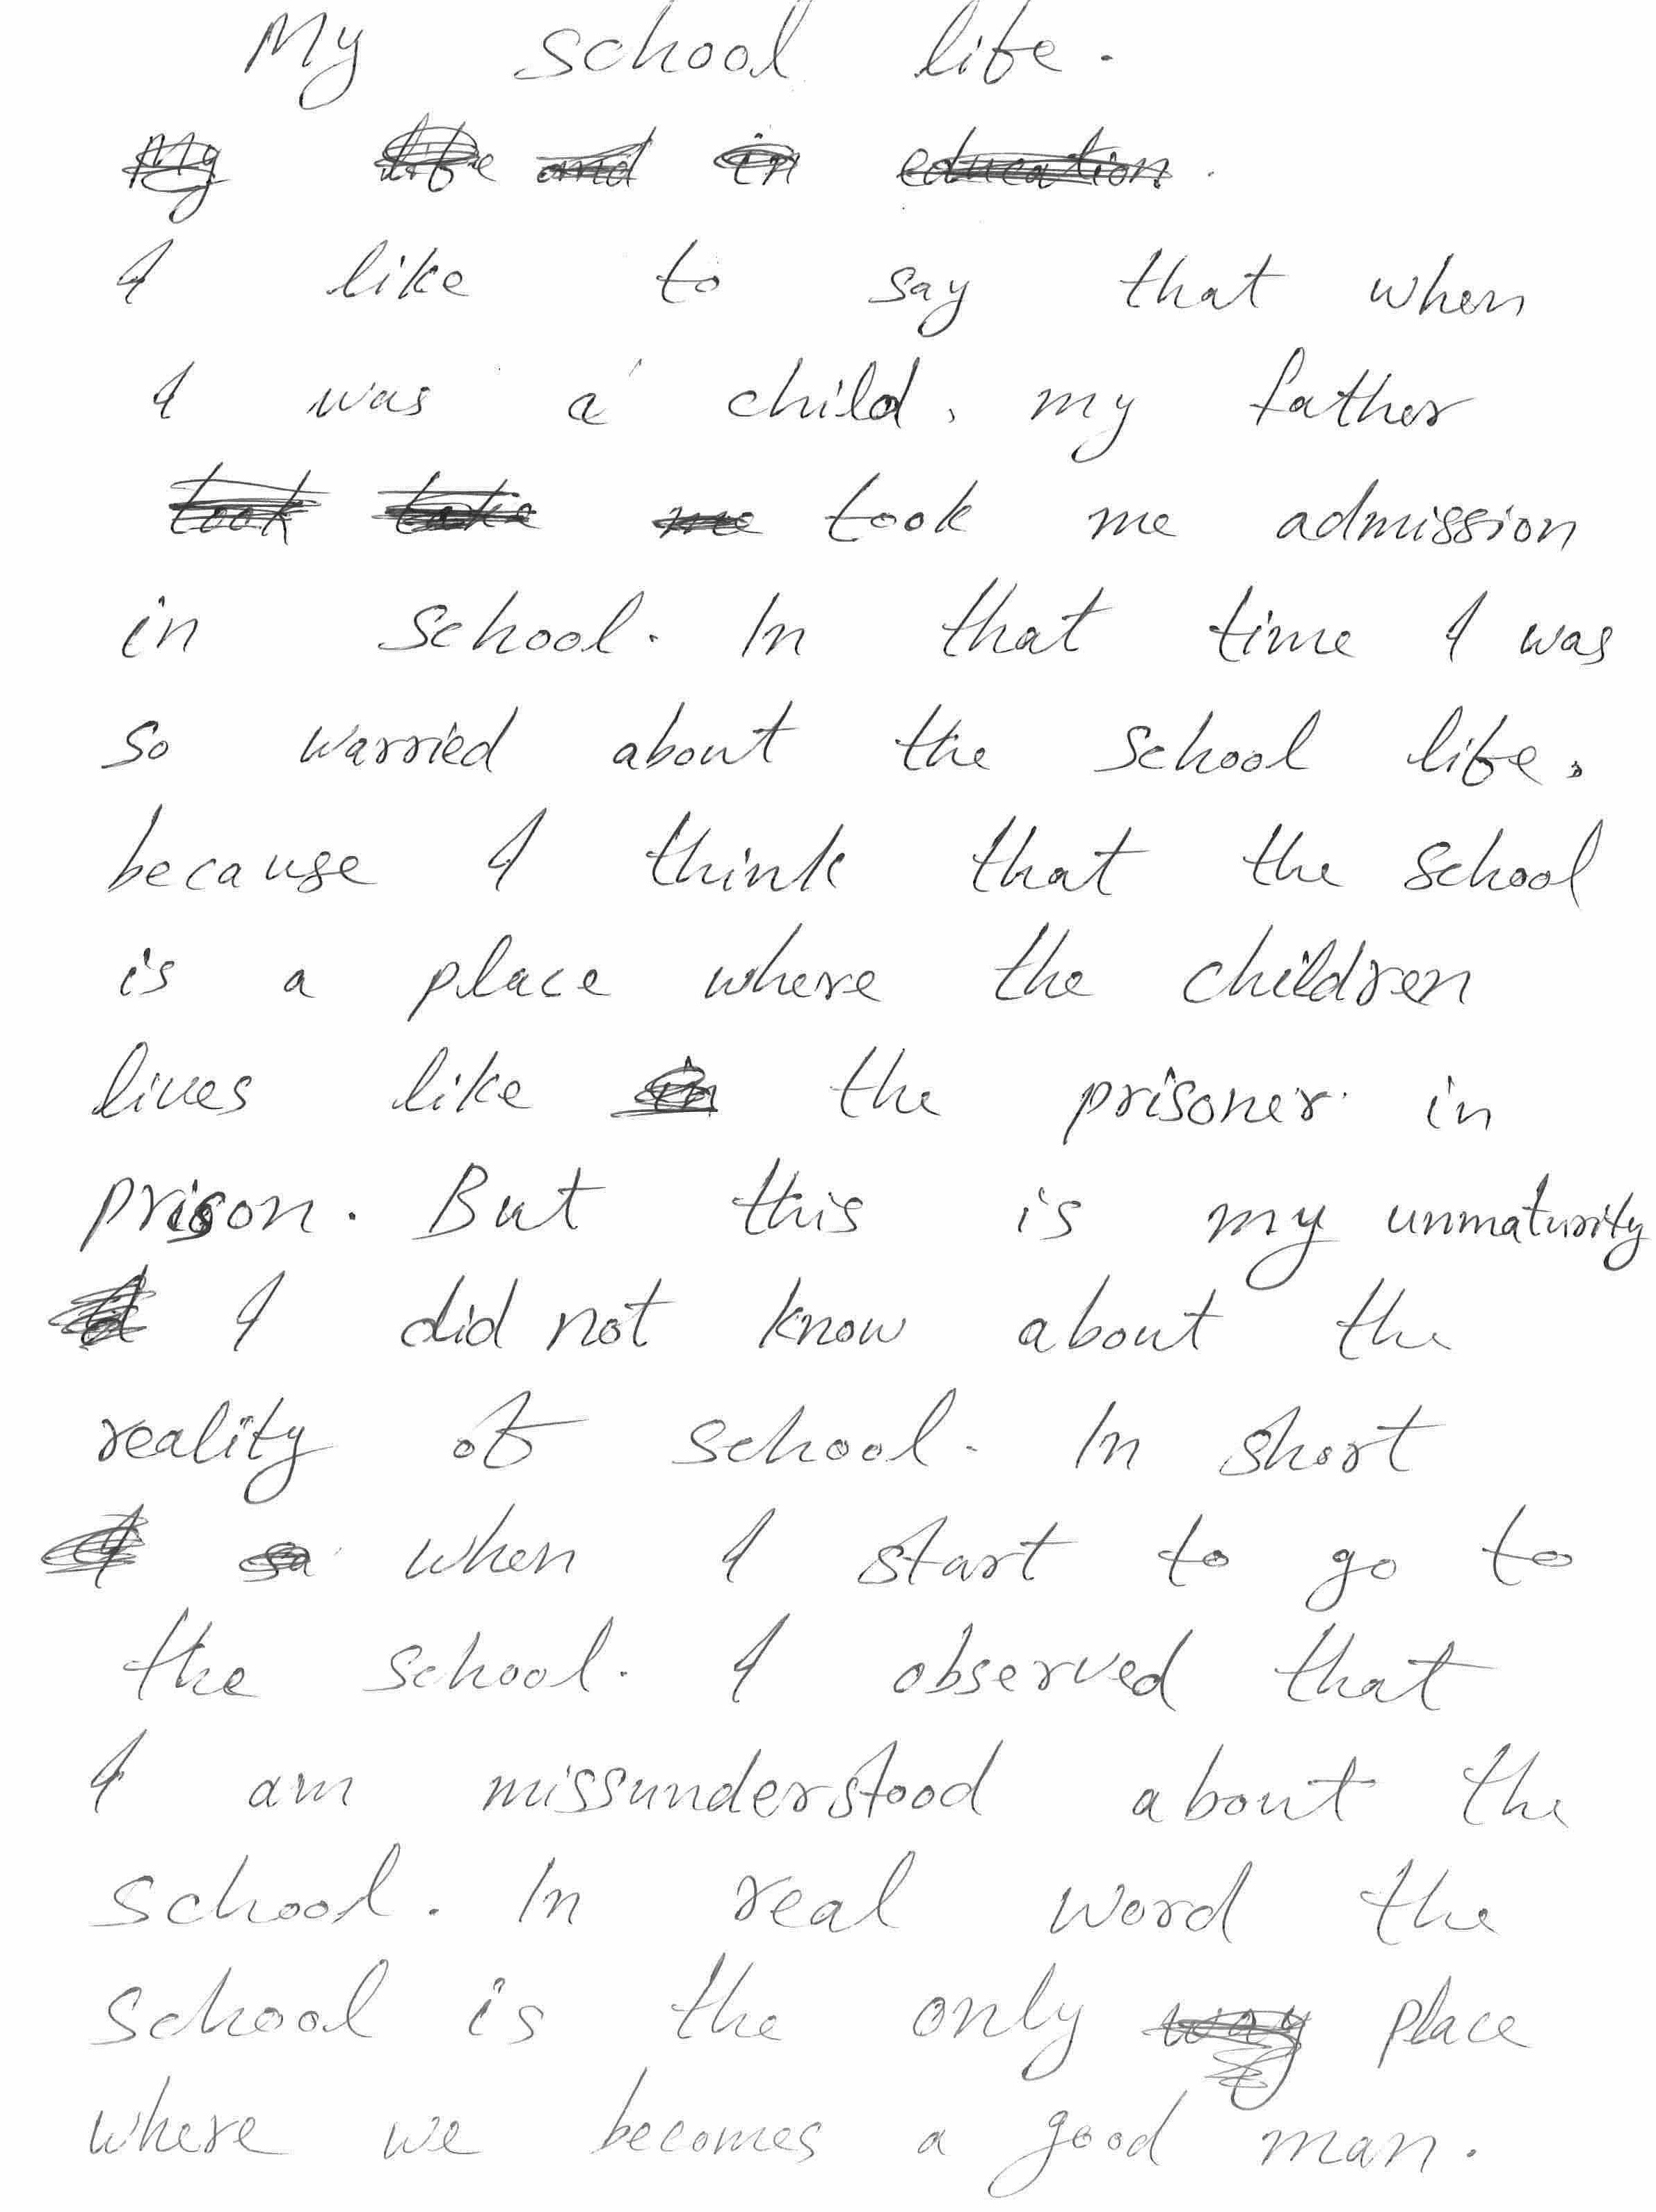 My school life.
My life and in education.
I like to say that when
I was a child, my father
took take me took me admission
in school. In that time I was
so warried about the school life,
because I think that the school
is a place where the children
lives like in the prisoner in
prison. But this is my unmaturity
I did not know about the
reality of school. In short
I so when I start to go to
the school. I observed that
I am missunderstood about the
school. In real word the
school is the only way place
where we becomes a good man.